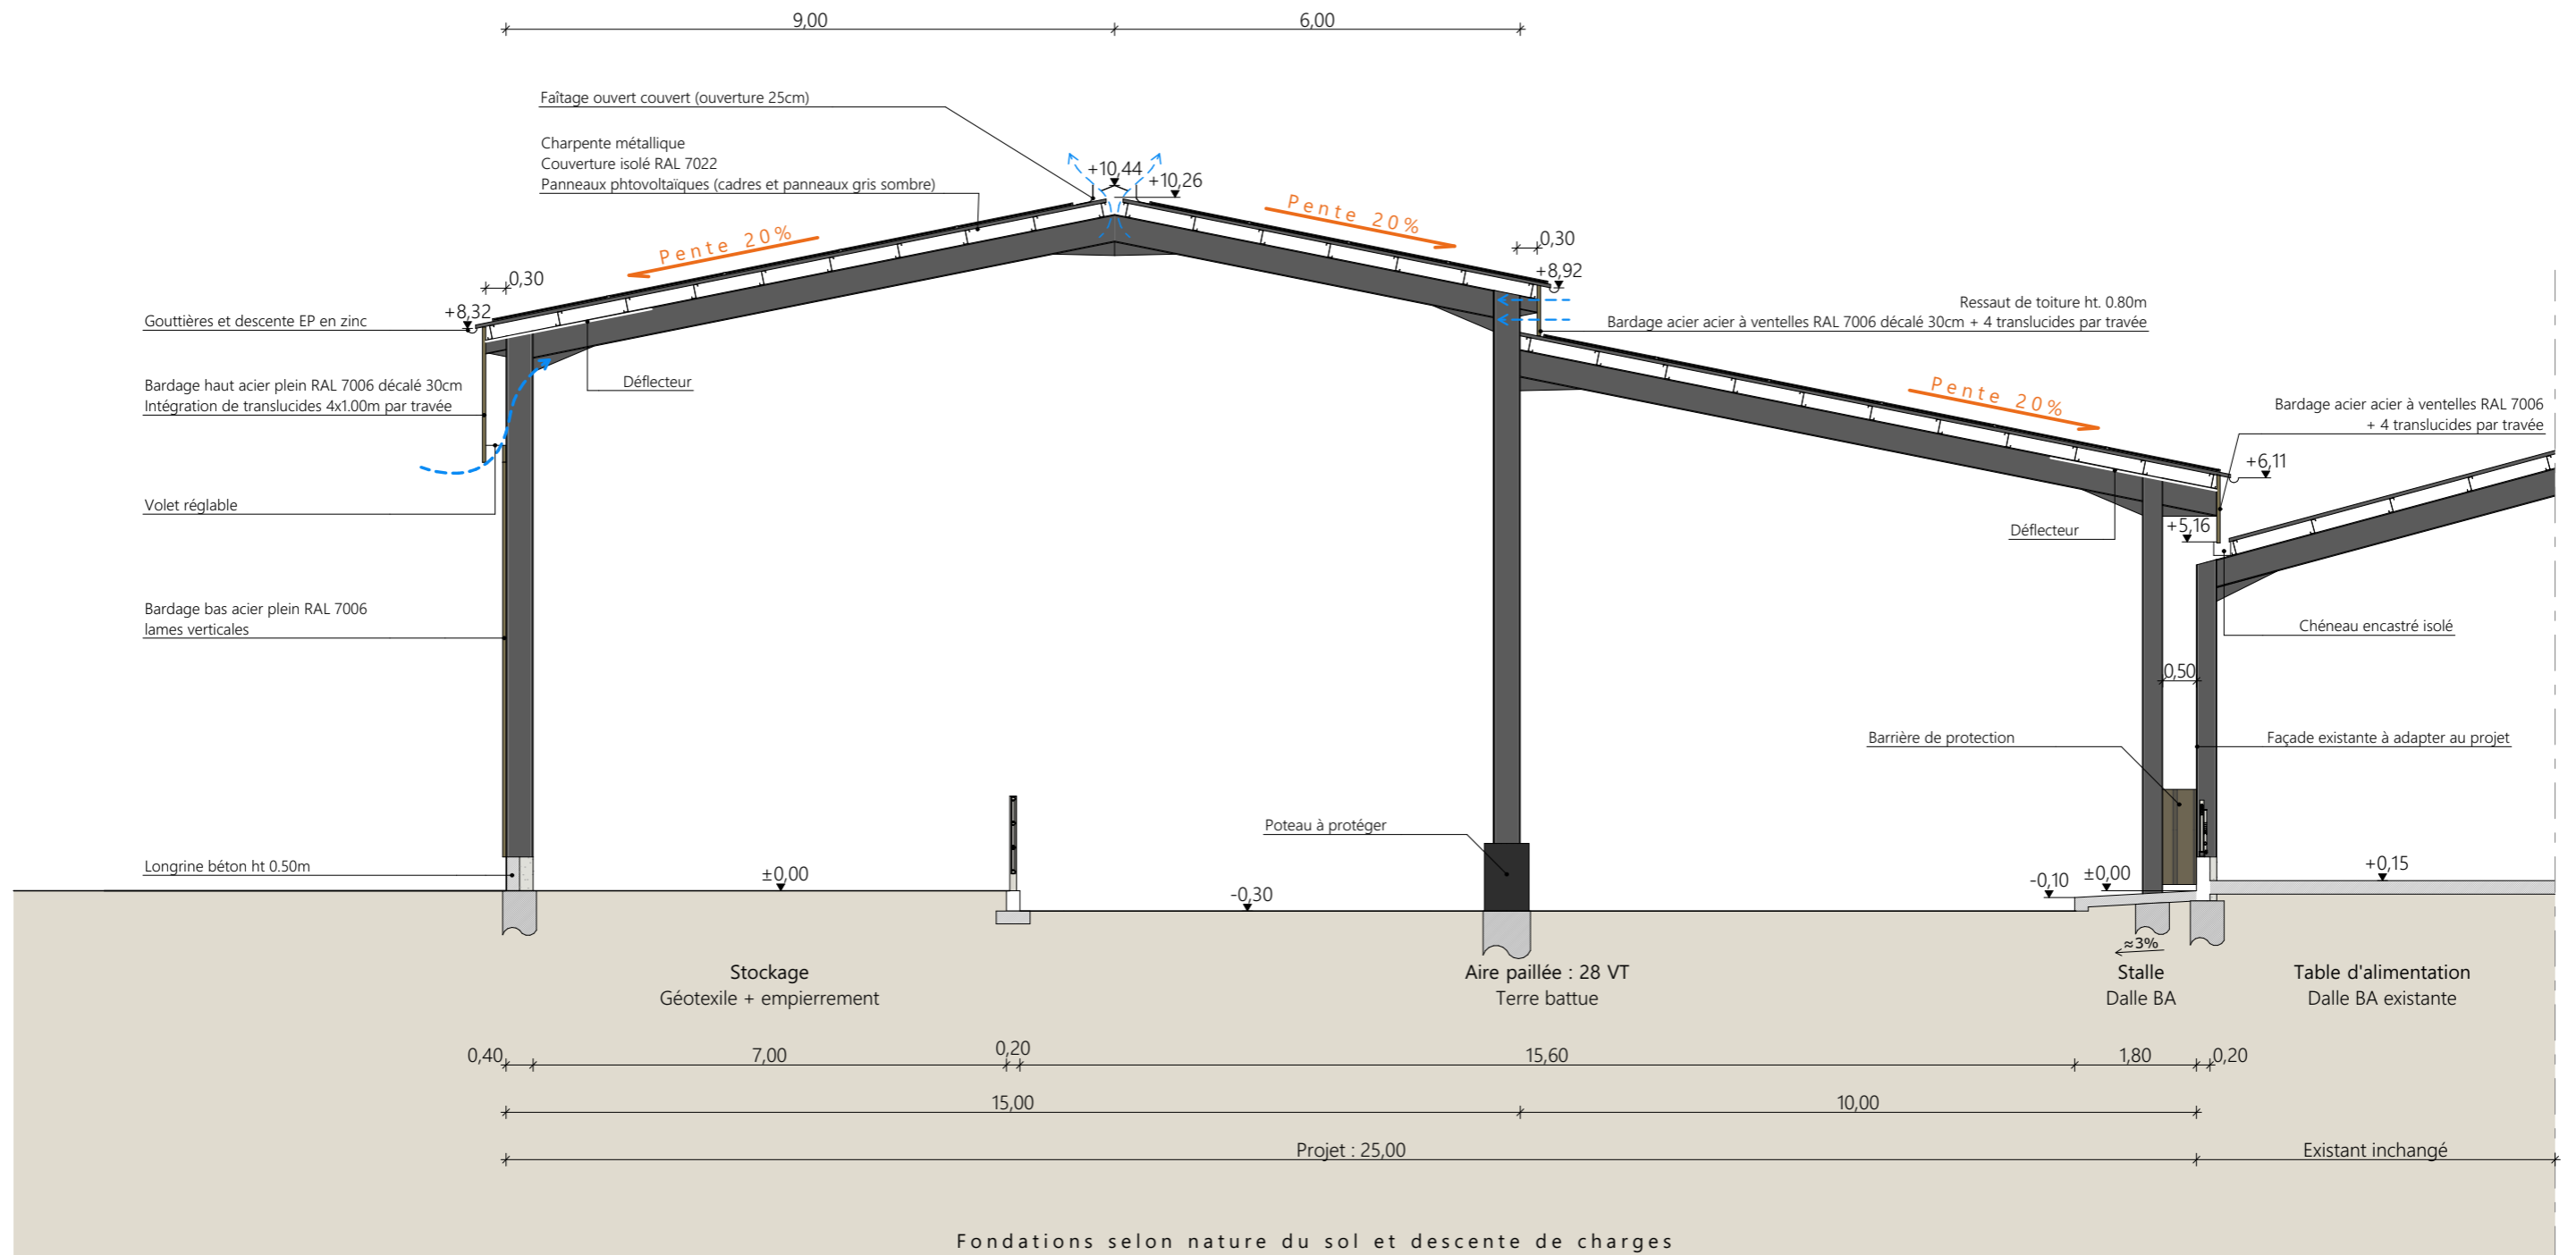 9,00
6,00
Faîtage ouvert couvert (ouverture 25cm)
Charpente métallique
Couverture isolé RAL 7022
Panneaux phtovoltaïques (cadres et panneaux gris sombre)
+10,44
+10,26
Pente 20%
Pente 20%
0,30
+8,92
0,30
+8,32
Gouttières et descente EP en zinc
Ressaut de toiture ht. 0.80m
Bardage acier acier à ventelles RAL 7006 décalé 30cm + 4 translucides par travée
Bardage haut acier plein RAL 7006 décalé 30cm
Intégration de translucides 4x1.00m par travée
Déflecteur
Pente 20%
Bardage acier acier à ventelles RAL 7006
+ 4 translucides par travée
+6,11
Volet réglable
Déflecteur
+5,16
Bardage bas acier plein RAL 7006
lames verticales
Chéneau encastré isolé
0,50
Barrière de protection
Façade existante à adapter au projet
Poteau à protéger
Longrine béton ht 0.50m
±0,00
-0,30
-0,10
±0,00
+0,15
≈3%
Stockage
Géotexile + empierrement
Aire paillée : 28 VT
Terre battue
Stalle
Dalle BA
Table d'alimentation
Dalle BA existante
0,40
7,00
0,20
15,60
1,80
0,20
15,00
10,00
Projet : 25,00
Existant inchangé
Fondations selon nature du sol et descente de charges